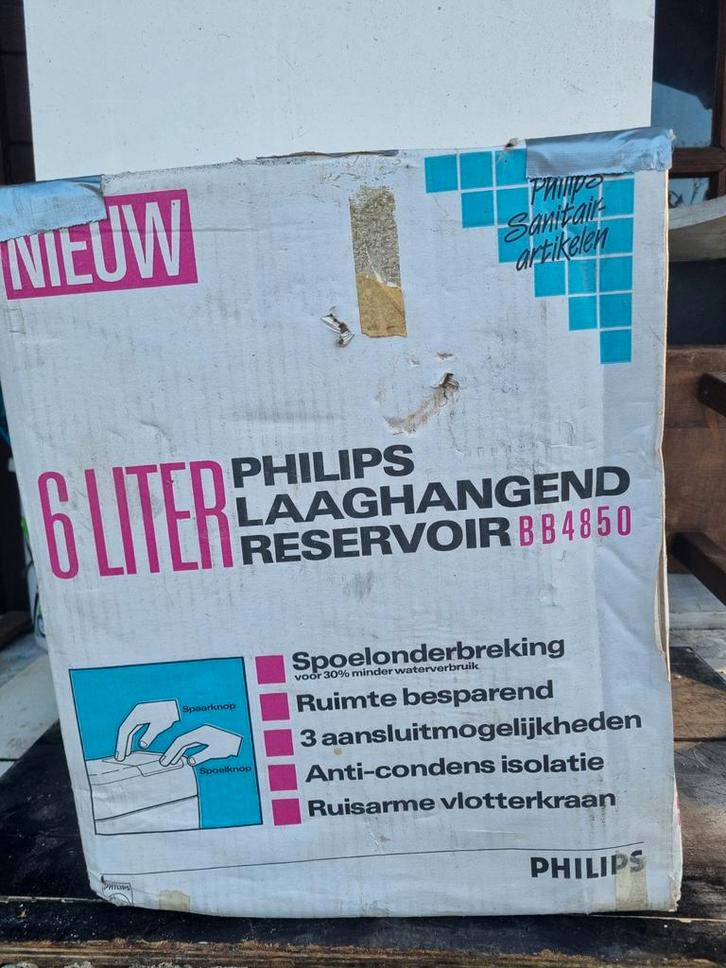 NIEUW
Philips
Sanitair-
artikelen
6 LITER
PHILIPS
LAAGHANGEND
RESERVOIR BB4850
Spoelonderbreking
voor 30% minder waterverbruik
Ruimte besparend
3 aansluitmogelijkheden
Anti-condens isolatie
Ruisarme vlotterkraan
Spaarknop
Spoelknop
PHILIPS
PHILIPS